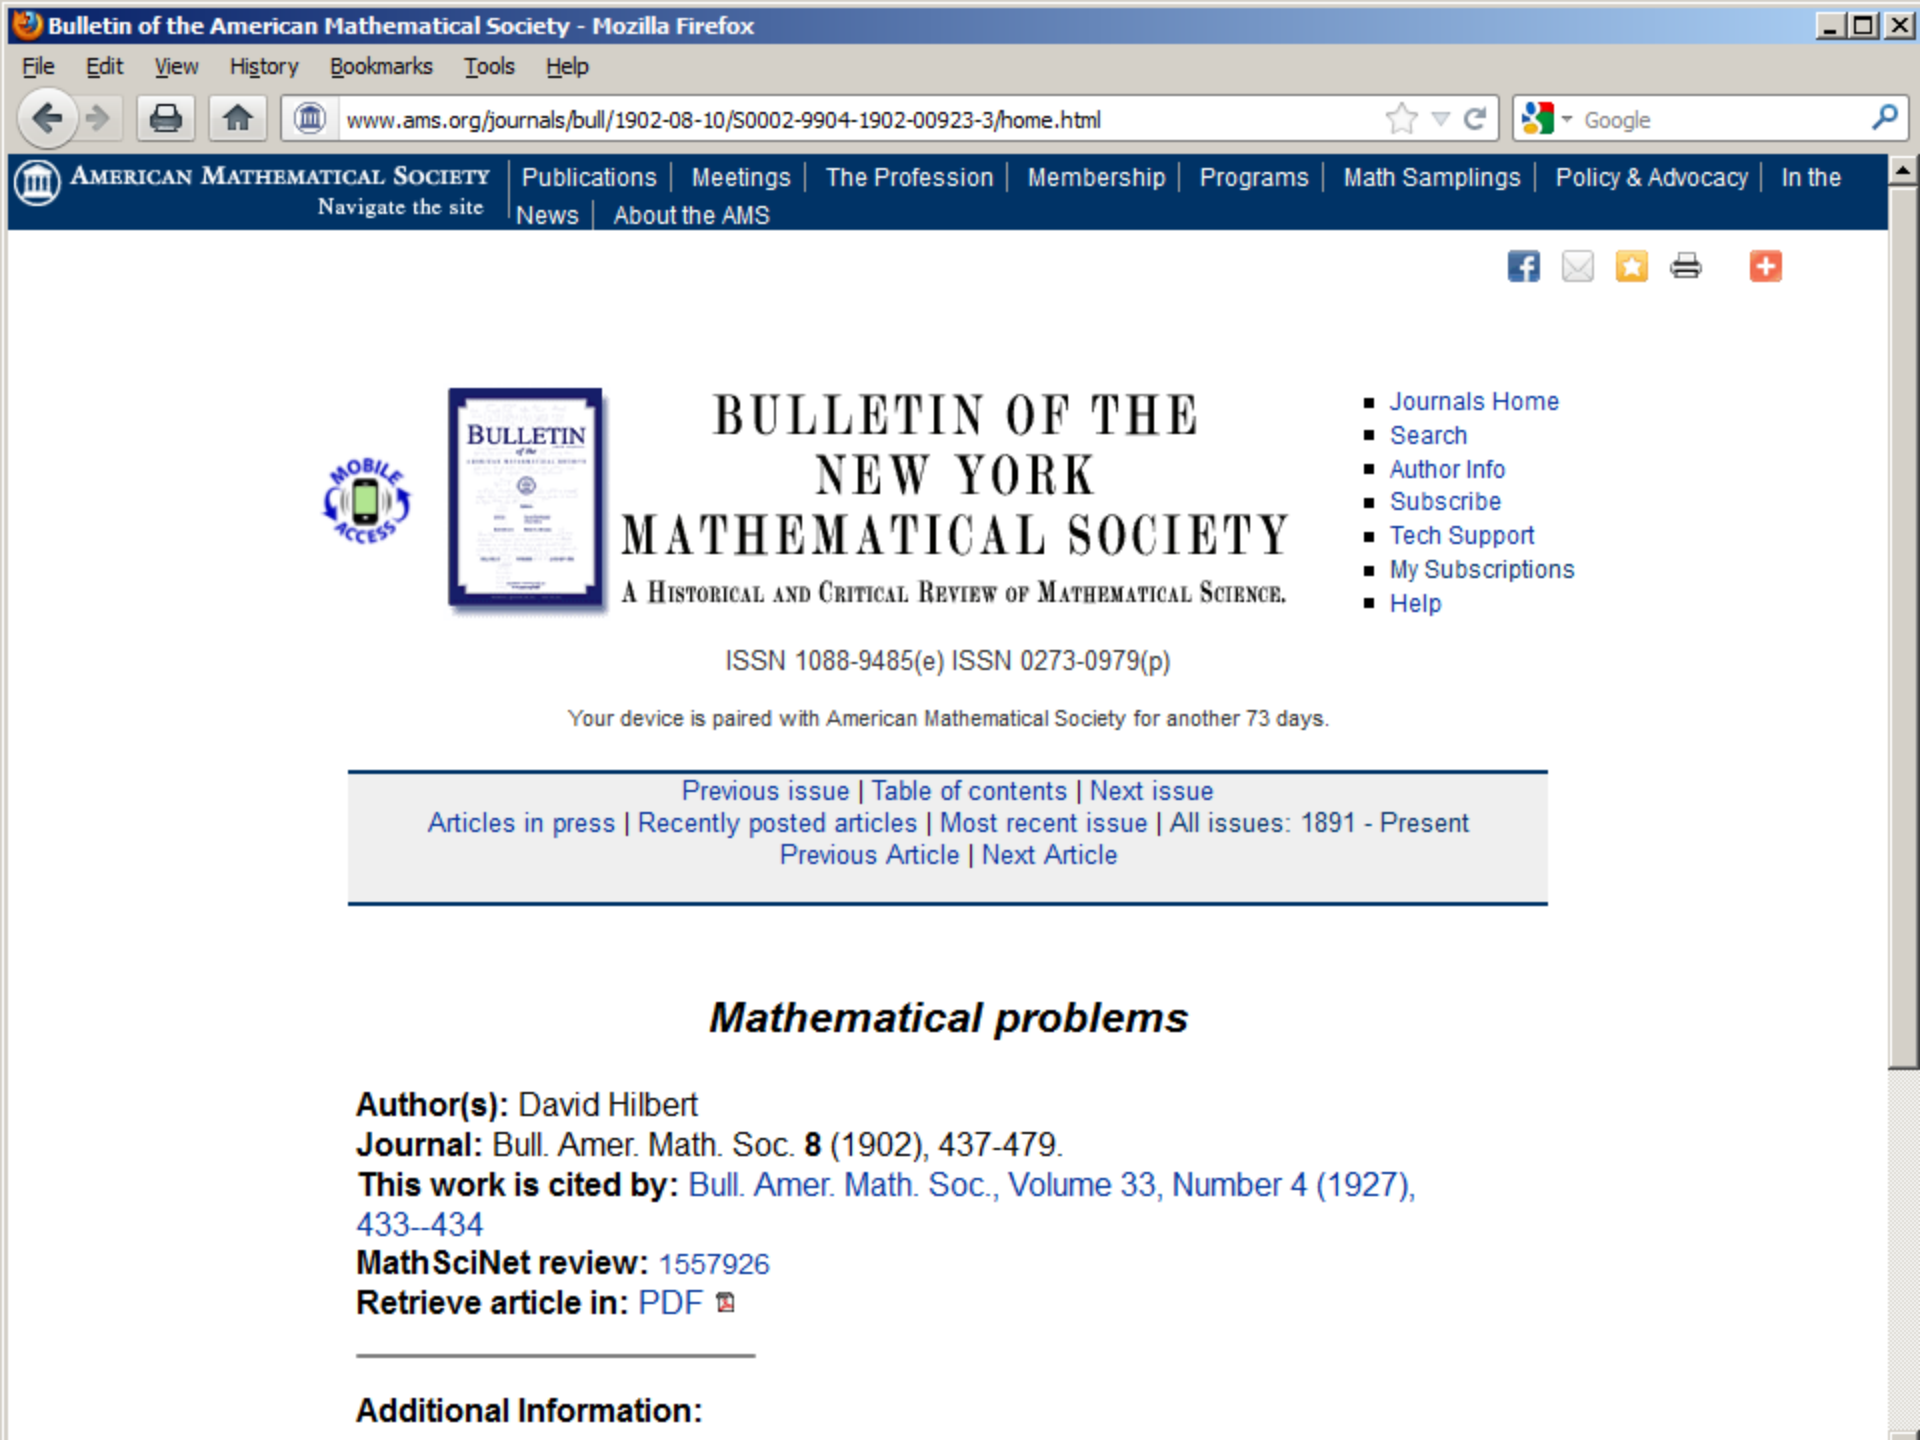 Bulletin of the American Mathematical Society - Mozilla Firefox
File Edit View History Bookmarks Tools Help
www.ams.org/journals/bull/1902-08-10/S0002-9904-1902-00923-3/home.html
Google
AMERICAN MATHEMATICAL SOCIETY
Navigate the site
Publications | Meetings | The Profession | Membership | Programs | Math Samplings | Policy & Advocacy | In the
News | About the AMS
MOBILE
ACCESS
BULLETIN
of the
AMERICAN MATHEMATICAL SOCIETY
BULLETIN OF THE
NEW YORK
MATHEMATICAL SOCIETY
A HISTORICAL AND CRITICAL REVIEW OF MATHEMATICAL SCIENCE.
Journals Home
Search
Author Info
Subscribe
Tech Support
My Subscriptions
Help
ISSN 1088-9485(e) ISSN 0273-0979(p)
Your device is paired with American Mathematical Society for another 73 days.
Previous issue | Table of contents | Next issue
Articles in press | Recently posted articles | Most recent issue | All issues: 1891 - Present
Previous Article | Next Article
Mathematical problems
Author(s): David Hilbert
Journal: Bull. Amer. Math. Soc. 8 (1902), 437-479.
This work is cited by: Bull. Amer. Math. Soc., Volume 33, Number 4 (1927),
433--434
MathSciNet review: 1557926
Retrieve article in: PDF
Additional Information: